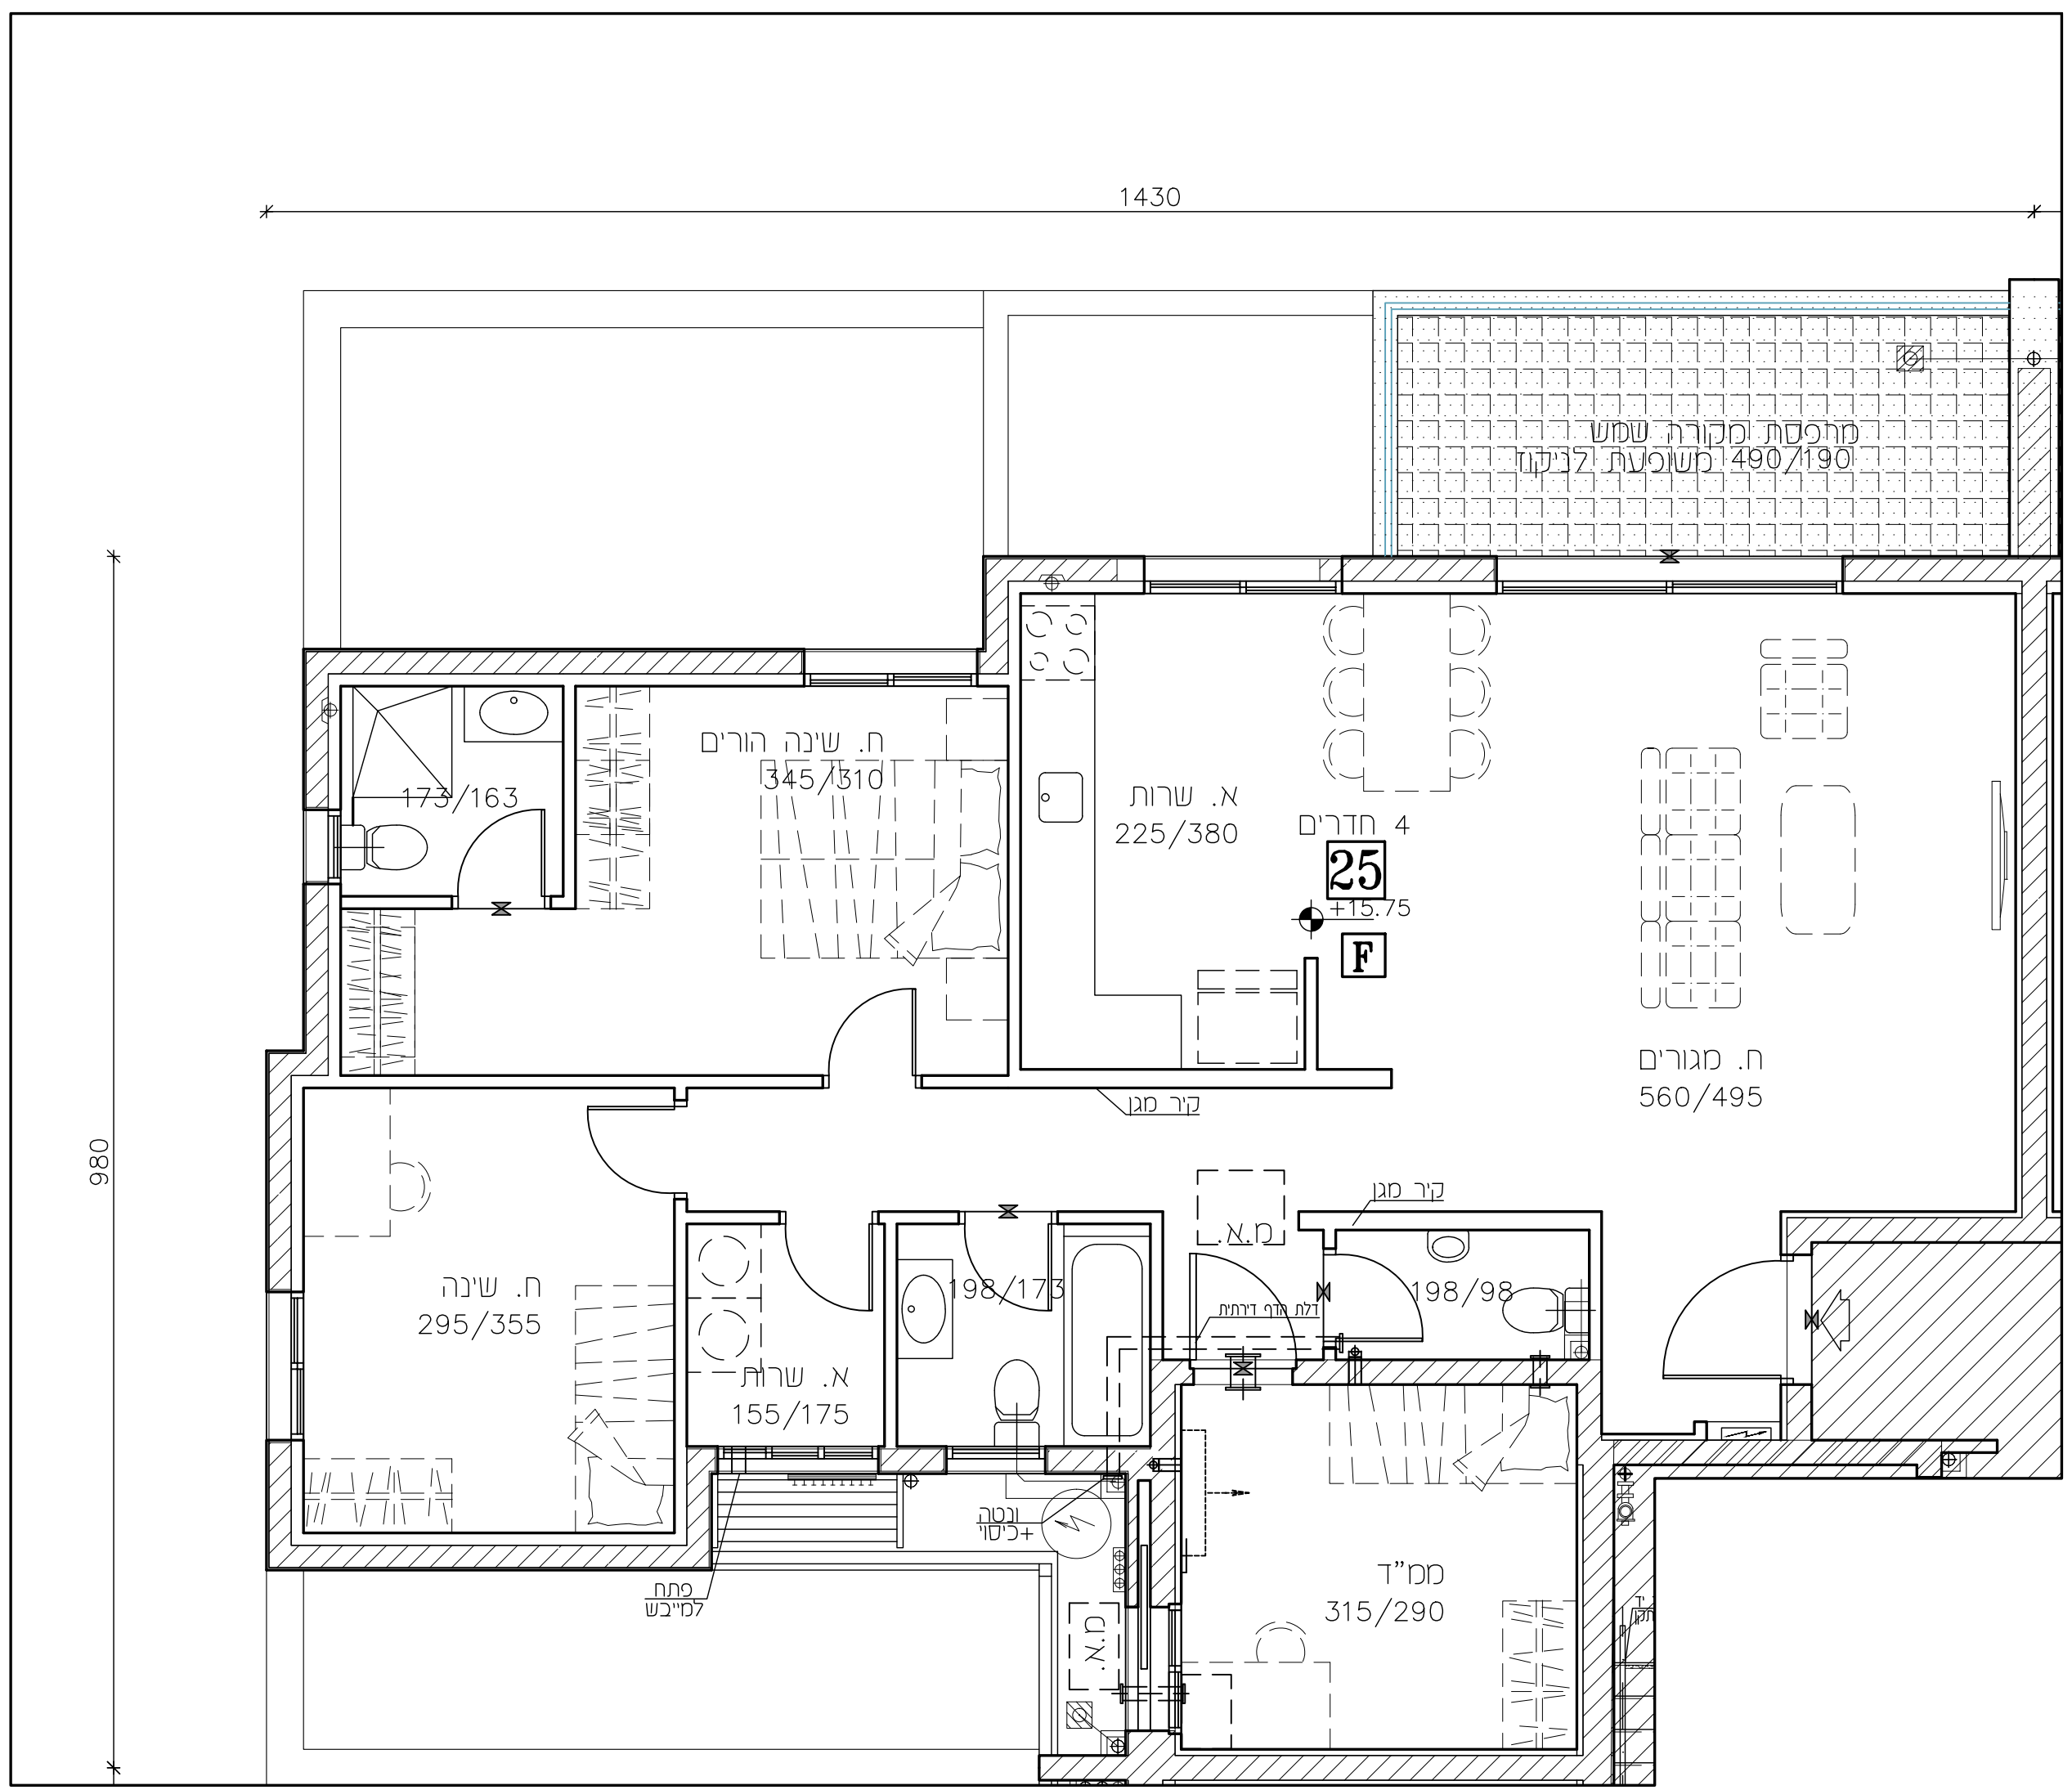 1430
מרפסת מקורה שמש
490/190 משופעת לניקוז
ח. שינה הורים
345/310
173/163
א. שרות
225/380
4 חדרים
25
+15.75
F
ח. מגורים
560/495
קיר מגן
980
קיר מגן
מ.א.
ח. שינה
295/355
198/173
198/98
דלת הדף דירתית
א. שרות
155/175
ונטה
+כיסוי
פתח
למייבש
ממ"ד
315/290
מ.א.
יד
תקן